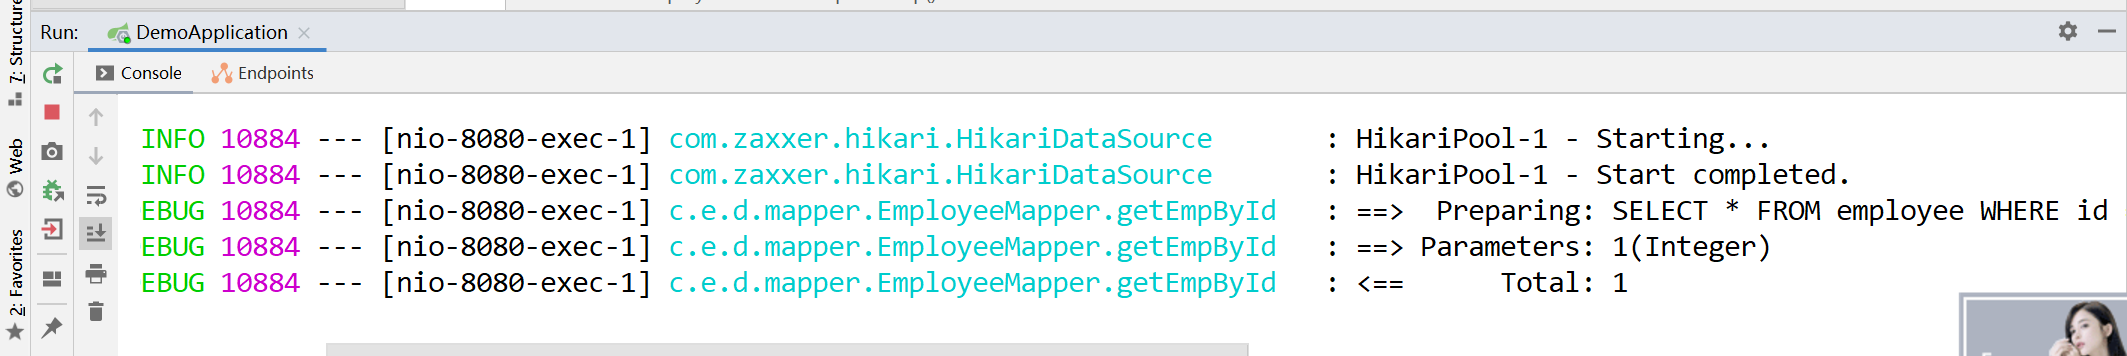 Run: DemoApplication
Console Endpoints
7: Structure
Web
2: Favorites
INFO 10884 --- [nio-8080-exec-1] com.zaxxer.hikari.HikariDataSource : HikariPool-1 - Starting...
INFO 10884 --- [nio-8080-exec-1] com.zaxxer.hikari.HikariDataSource : HikariPool-1 - Start completed.
EBUG 10884 --- [nio-8080-exec-1] c.e.d.mapper.EmployeeMapper.getEmpById : ==> Preparing: SELECT * FROM employee WHERE id
EBUG 10884 --- [nio-8080-exec-1] c.e.d.mapper.EmployeeMapper.getEmpById : ==> Parameters: 1(Integer)
EBUG 10884 --- [nio-8080-exec-1] c.e.d.mapper.EmployeeMapper.getEmpById : <== Total: 1